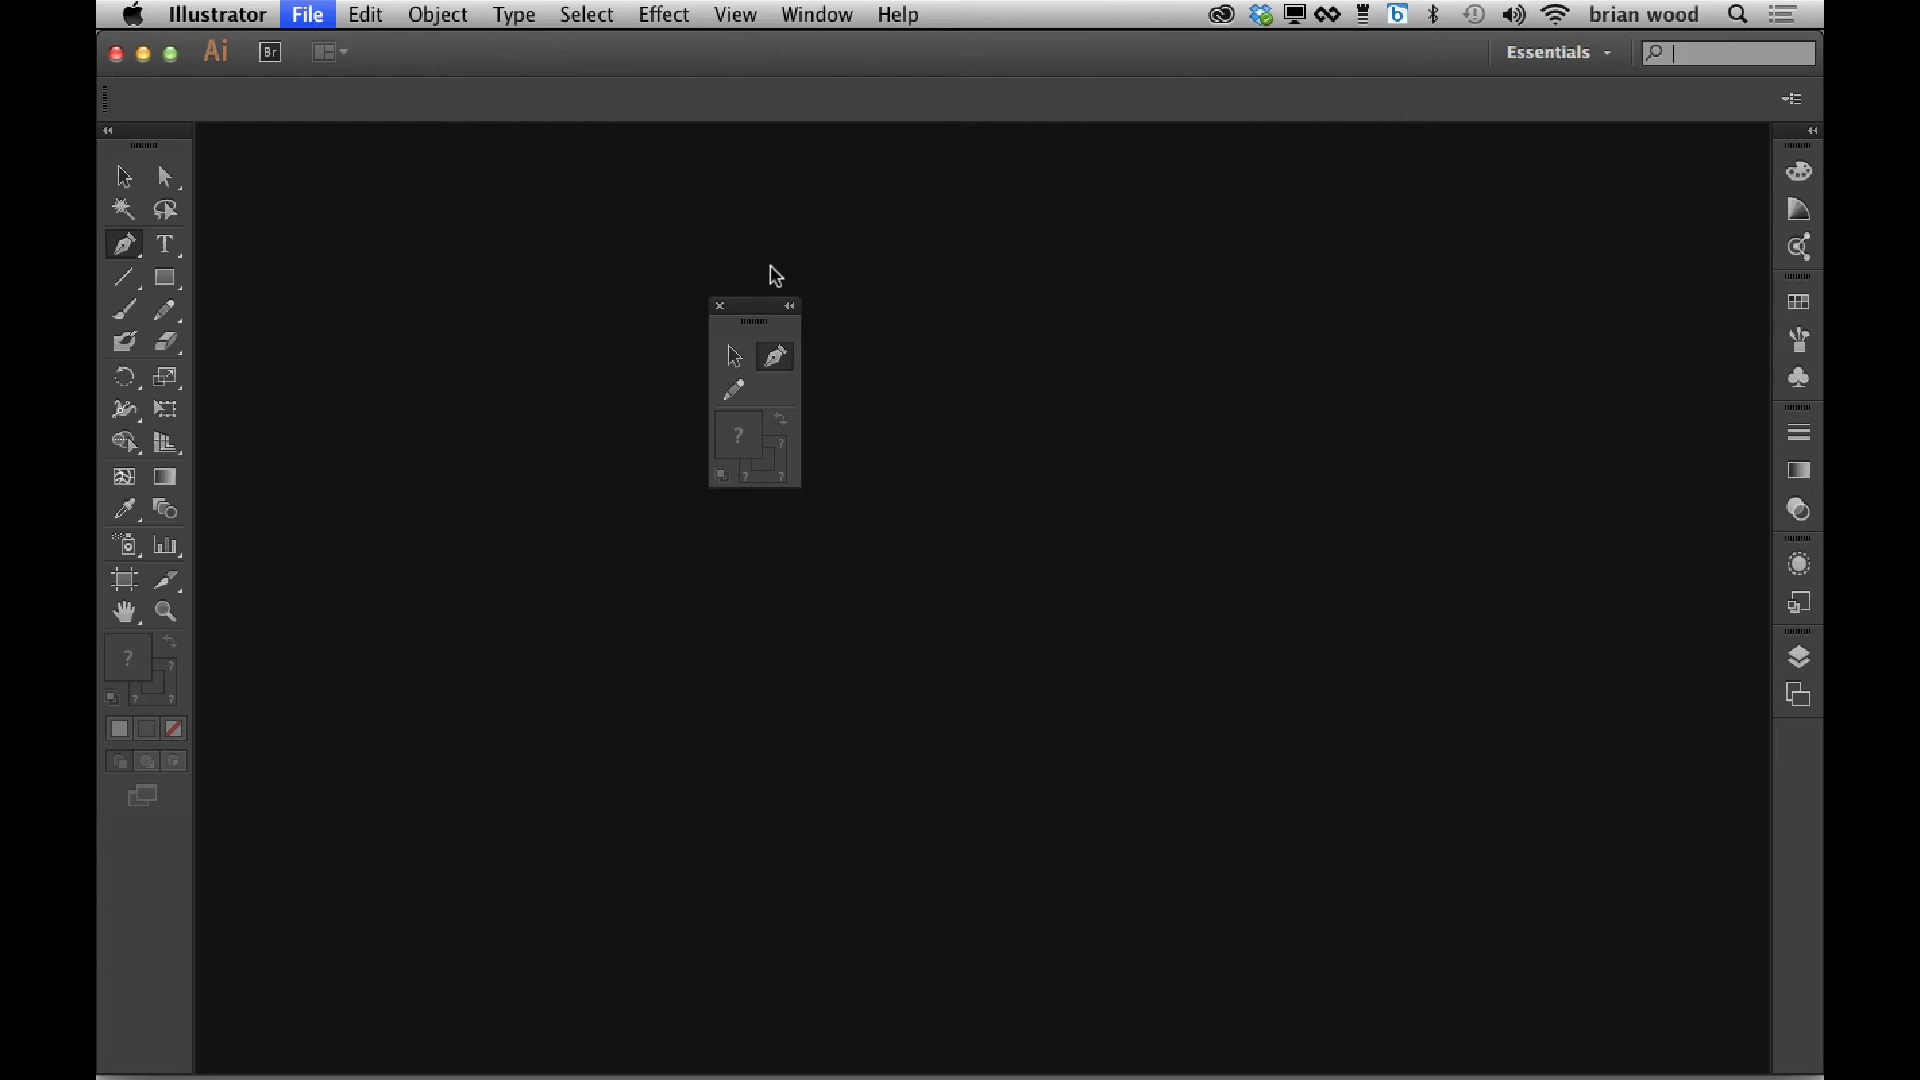 Illustrator File Edit Object Type Select Effect View Window Help brian wood
Ai Br Essentials
T
?
?
?
?
?
?
?
?
b